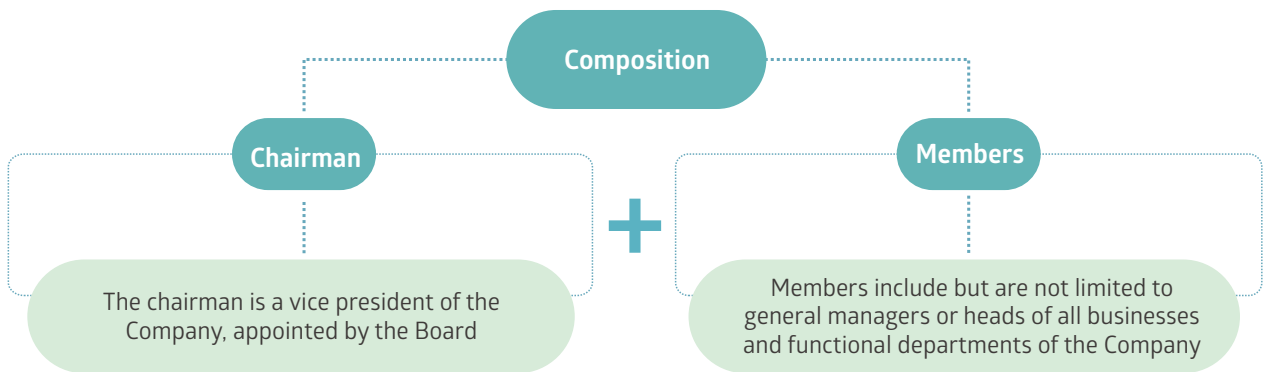 Composition
Chairman
Members
The chairman is a vice president of the
Company, appointed by the Board
Members include but are not limited to
general managers or heads of all businesses
and functional departments of the Company